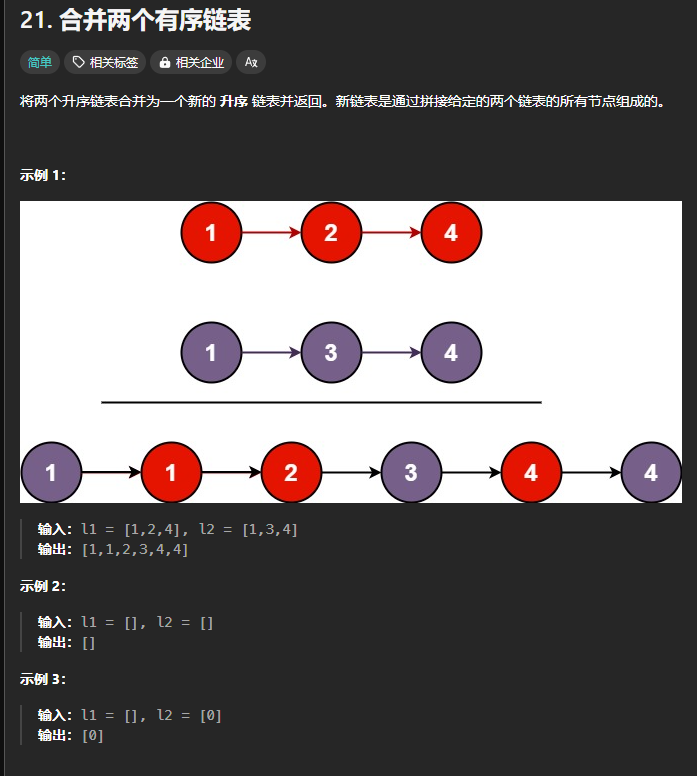 21. 合并两个有序链表
简单 相关标签 相关企业 Aあ
将两个升序链表合并为一个新的 升序 链表并返回。新链表是通过拼接给定的两个链表的所有节点组成的。
示例 1：
1 2 4
1 3 4
1 1 2 3 4 4
输入：l1 = [1,2,4], l2 = [1,3,4]
输出：[1,1,2,3,4,4]
示例 2：
输入：l1 = [], l2 = []
输出：[]
示例 3：
输入：l1 = [], l2 = [0]
输出：[0]